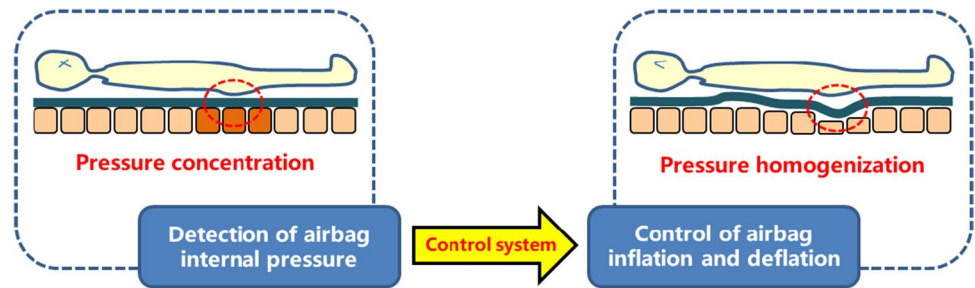 Pressure concentration
Detection of airbag
internal pressure
Control system
Pressure homogenization
Control of airbag
inflation and deflation